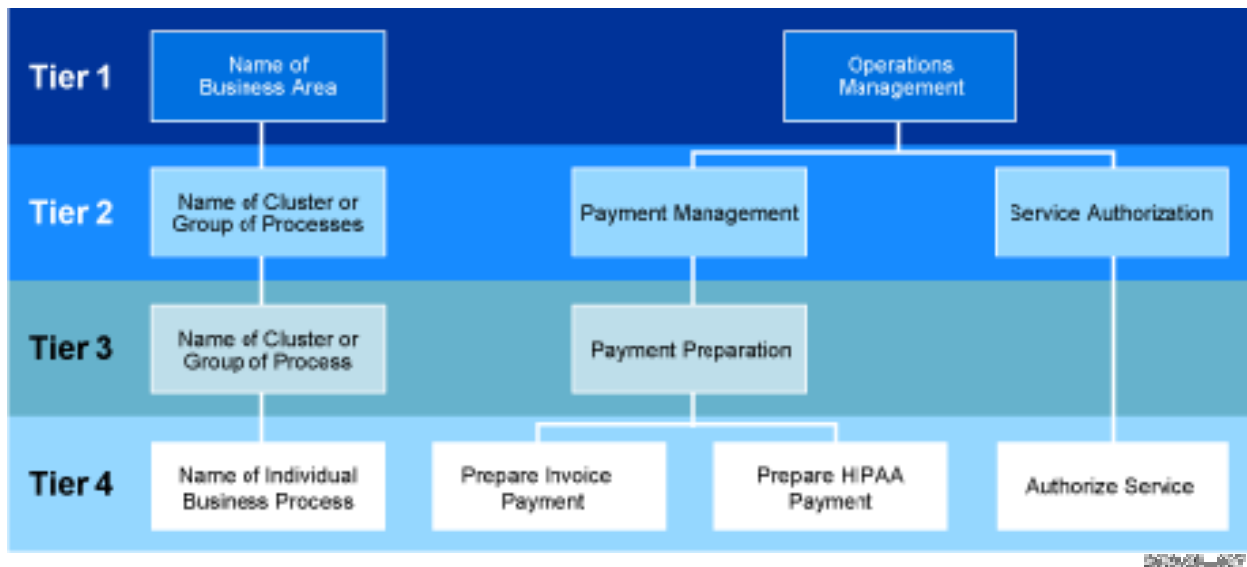 Tier 1
Name of
Business Area
Operations
Management
Tier 2
Name of Cluster or
Group of Processes
Payment Management
Service Authorization
Tier 3
Name of Cluster or
Group of Process
Payment Preparation
Tier 4
Name of Individual
Business Process
Prepare Invoice
Payment
Prepare HIPAA
Payment
Authorize Service